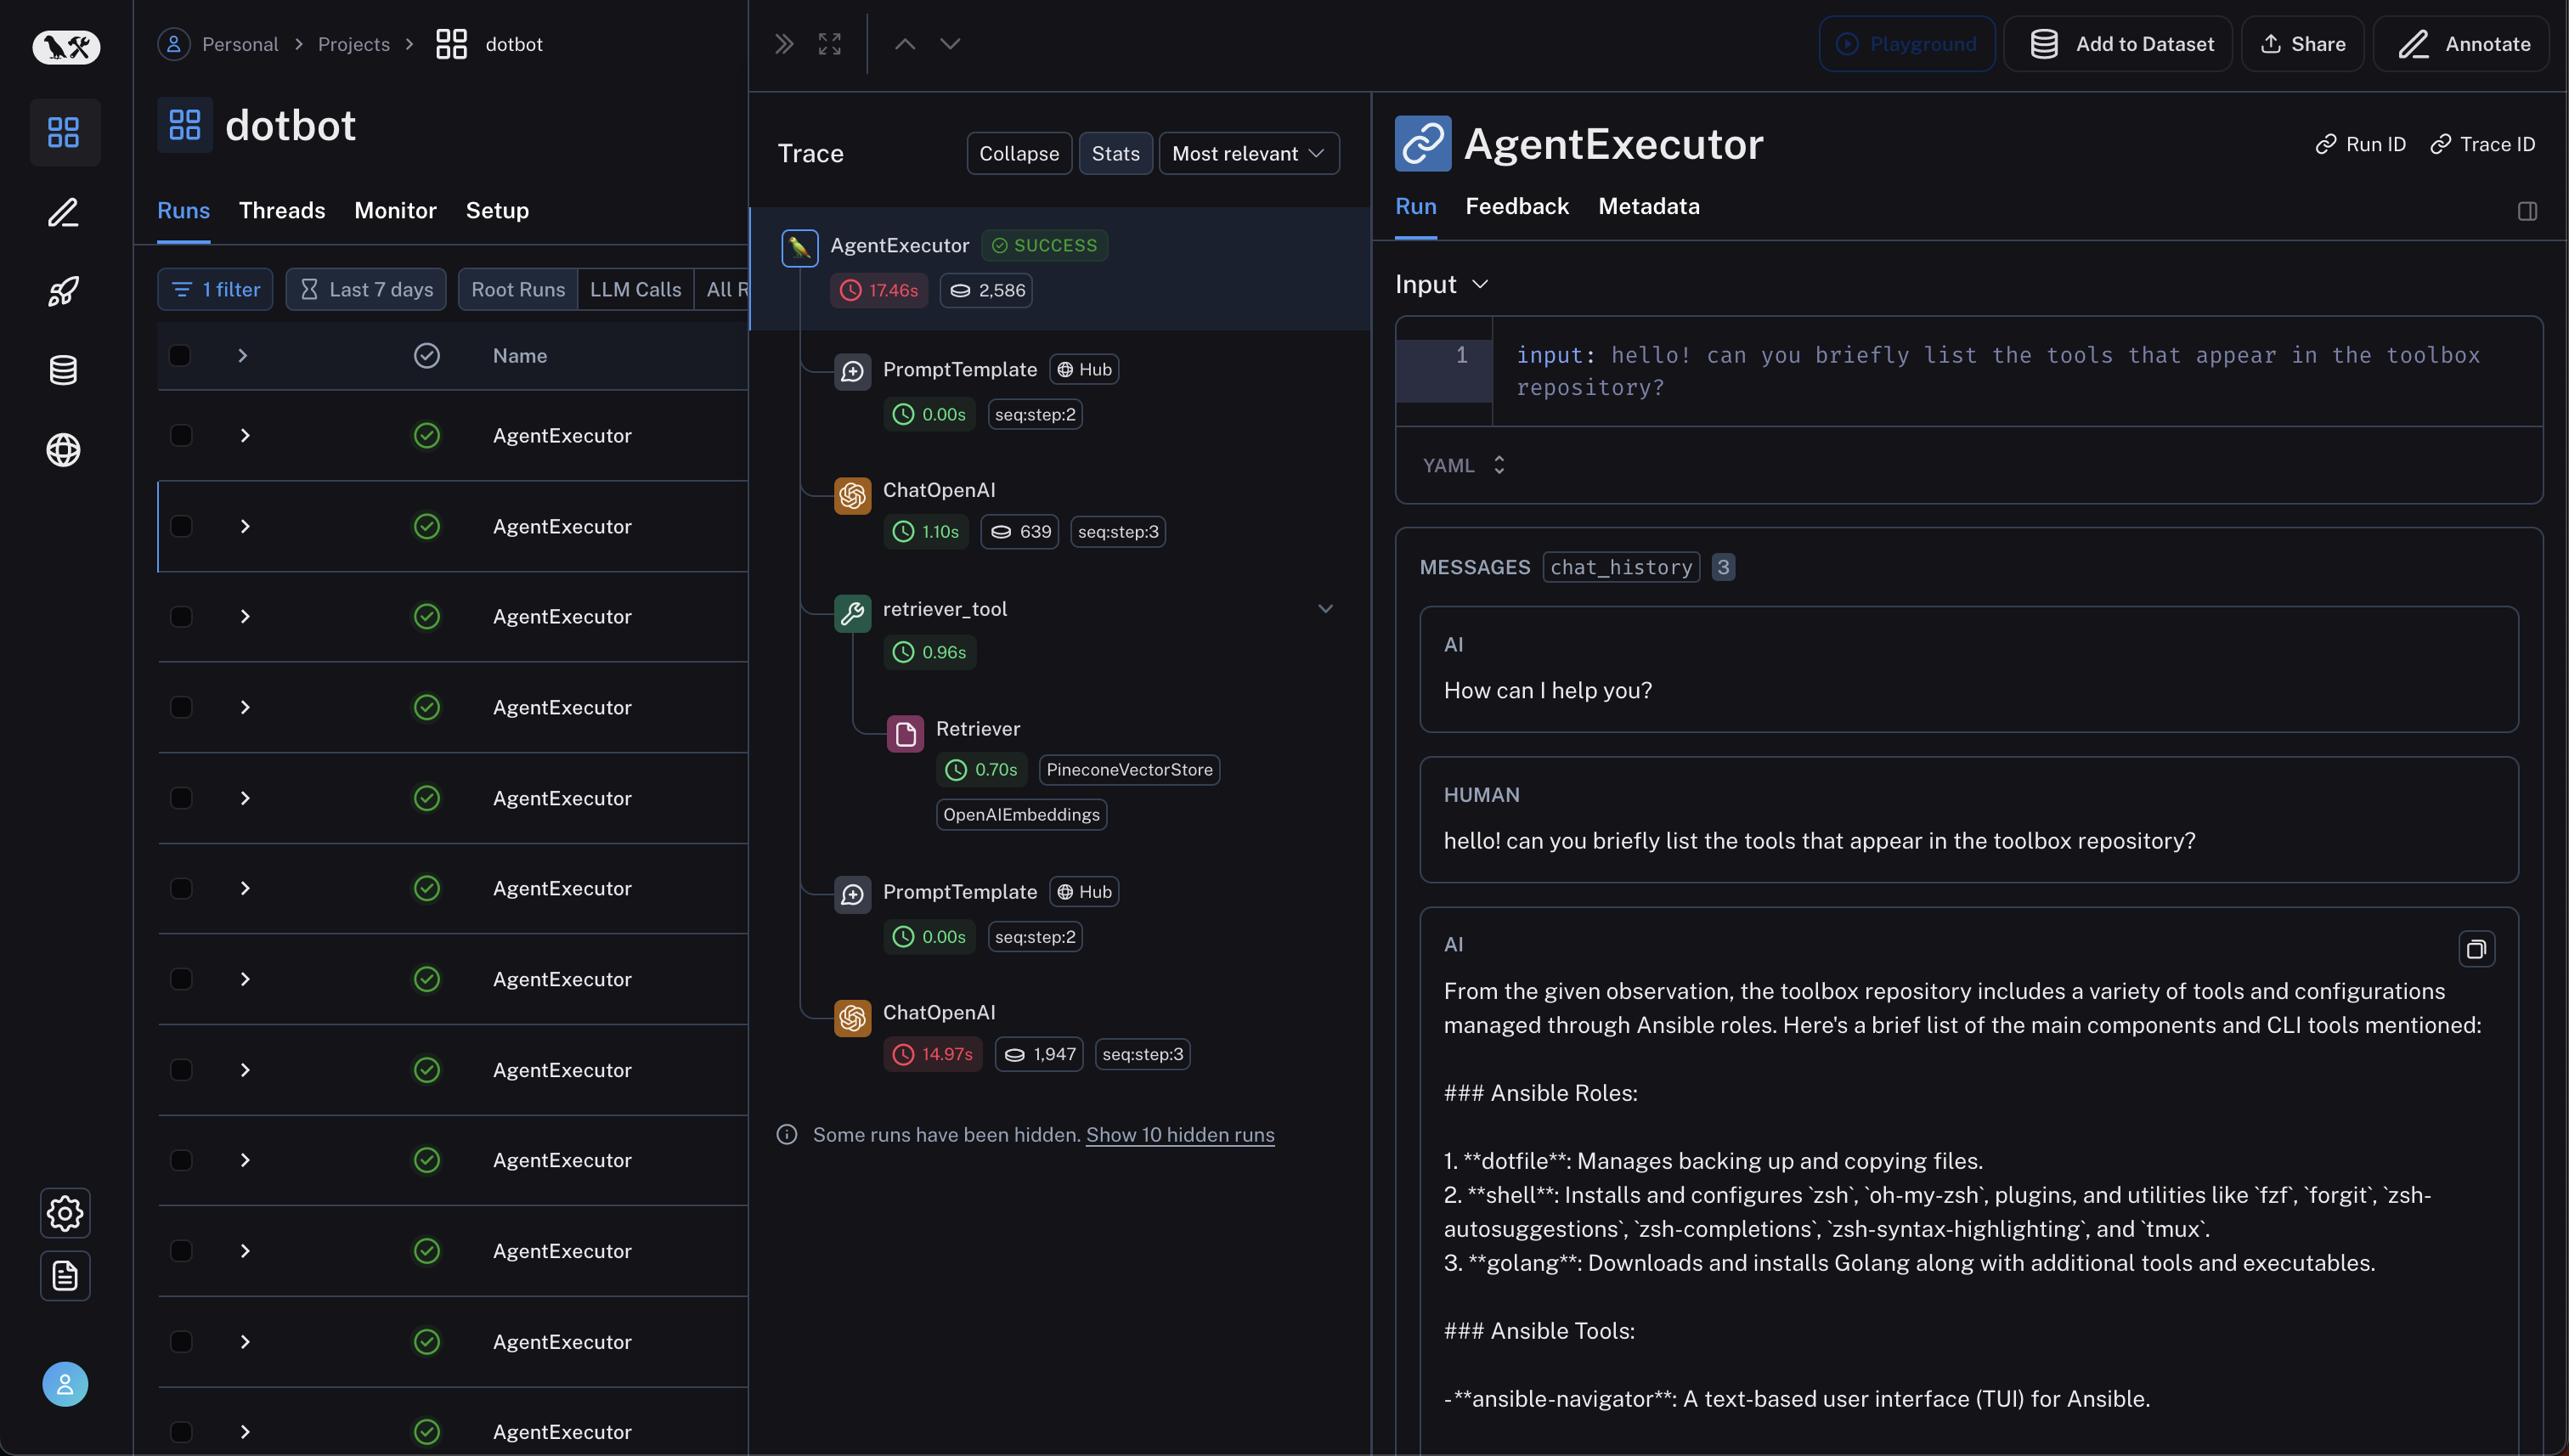 Personal
Projects
dotbot
dotbot
Runs
Threads
Monitor
Setup
1 filter
Last 7 days
Root Runs
LLM Calls
All R
Name
AgentExecutor
AgentExecutor
AgentExecutor
AgentExecutor
AgentExecutor
AgentExecutor
AgentExecutor
AgentExecutor
AgentExecutor
AgentExecutor
AgentExecutor
AgentExecutor
Playground
Add to Dataset
Share
Annotate
Trace
Collapse
Stats
Most relevant
AgentExecutor
SUCCESS
17.46s
2,586
PromptTemplate
Hub
0.00s
seq:step:2
ChatOpenAI
1.10s
639
seq:step:3
retriever_tool
0.96s
Retriever
0.70s
PineconeVectorStore
OpenAIEmbeddings
PromptTemplate
Hub
0.00s
seq:step:2
ChatOpenAI
14.97s
1,947
seq:step:3
Some runs have been hidden. Show 10 hidden runs
AgentExecutor
Run ID
Trace ID
Run
Feedback
Metadata
Input
1
input: hello! can you briefly list the tools that appear in the toolbox
repository?
YAML
MESSAGES chat_history 3
AI
How can I help you?
HUMAN
hello! can you briefly list the tools that appear in the toolbox repository?
AI
From the given observation, the toolbox repository includes a variety of tools and configurations
managed through Ansible roles. Here's a brief list of the main components and CLI tools mentioned:
### Ansible Roles:
1. **dotfile**: Manages backing up and copying files.
2. **shell**: Installs and configures `zsh`, `oh-my-zsh`, plugins, and utilities like `fzf`, `forgit`, `zsh-
autosuggestions`, `zsh-completions`, `zsh-syntax-highlighting`, and `tmux`.
3. **golang**: Downloads and installs Golang along with additional tools and executables.
### Ansible Tools:
- **ansible-navigator**: A text-based user interface (TUI) for Ansible.